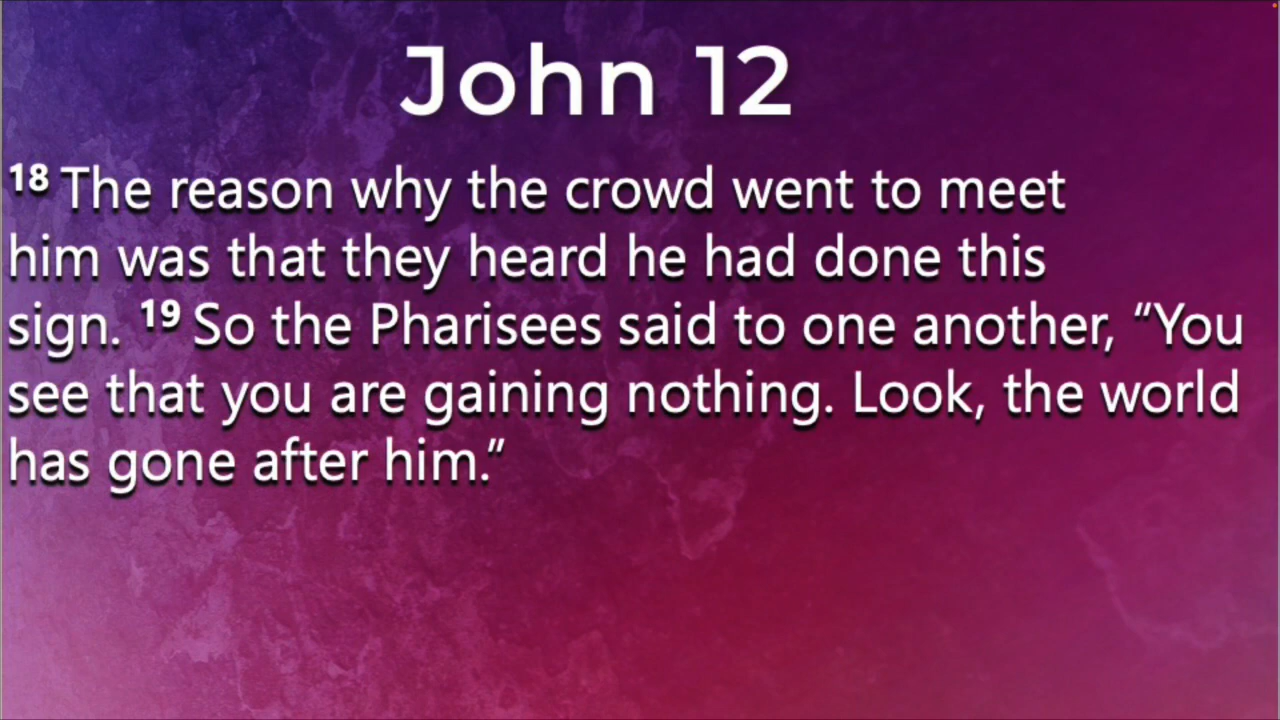 John 12
18 The reason why the crowd went to meet
him was that they heard he had done this
sign. 19 So the Pharisees said to one another, “You
see that you are gaining nothing. Look, the world
has gone after him.”